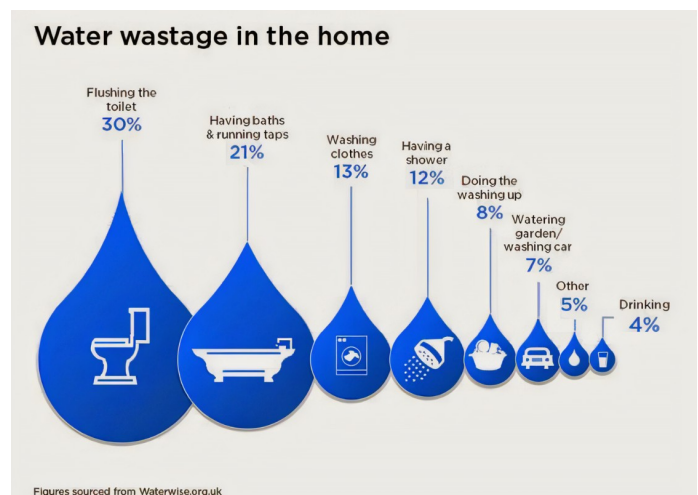 Water wastage in the home
Flushing the
toilet
30%
Having baths
& running taps
21%
Washing
clothes
13%
Having a
shower
12%
Doing the
washing up
8%
Watering
garden/
washing car
7%
Other
5%
Drinking
4%
Figures sourced from Waterwise.org.uk